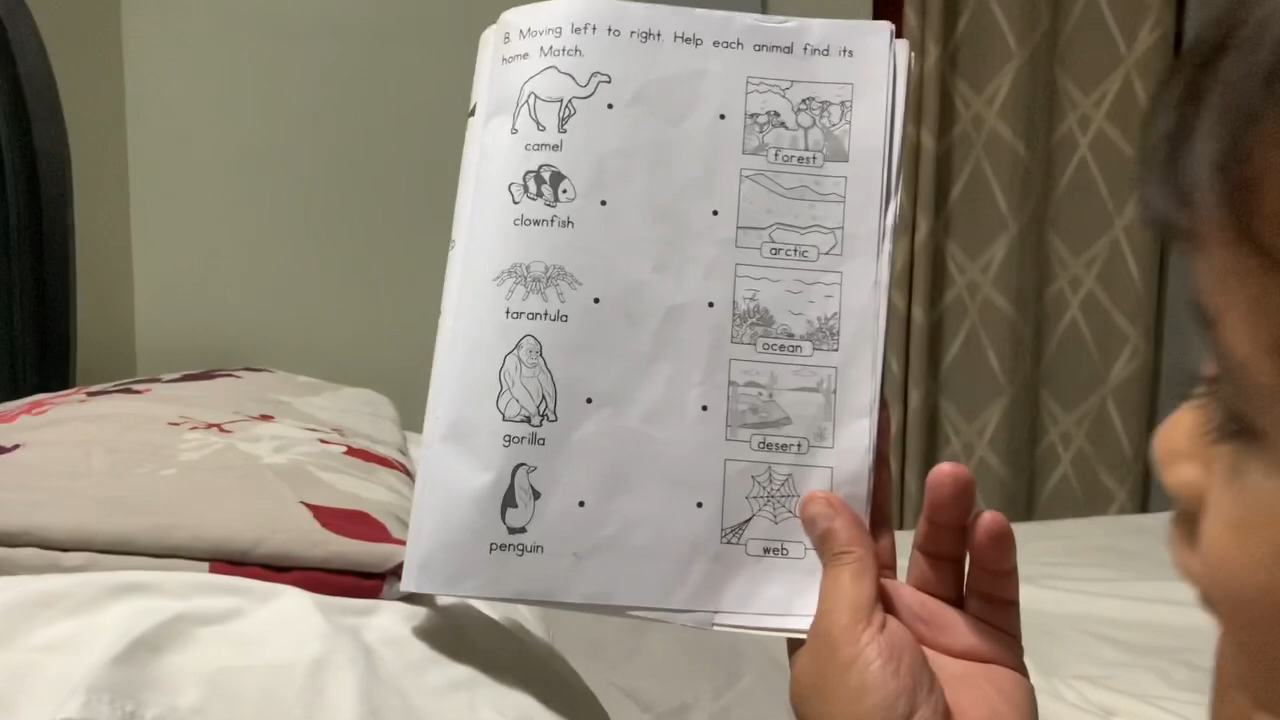 B. Moving left to right. Help each animal find its
home. Match.
camel
forest
clownfish
arctic
tarantula
ocean
gorilla
desert
penguin
web